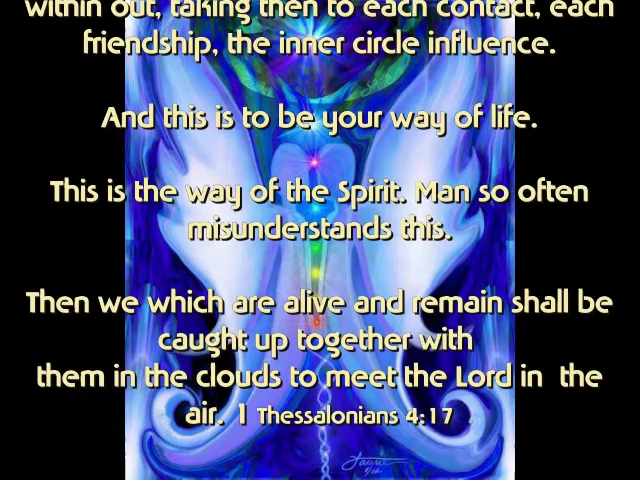 within out, taking then to each contact, each
friendship, the inner circle influence.
And this is to be your way of life.
This is the way of the Spirit. Man so often
misunderstands this.
Then we which are alive and remain shall be
caught up together with
them in the clouds to meet the Lord in the
air. 1 Thessalonians 4:17
Laurie